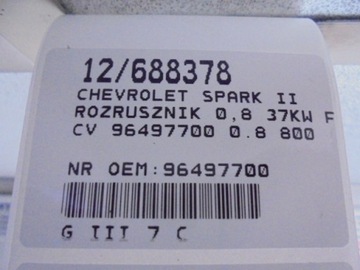 12/688378
CHEVROLET SPARK II
ROZRUSZNIK 0,8 37KW F
CV 96497700 0.8 800
NR OEM:96497700
G III 7 C